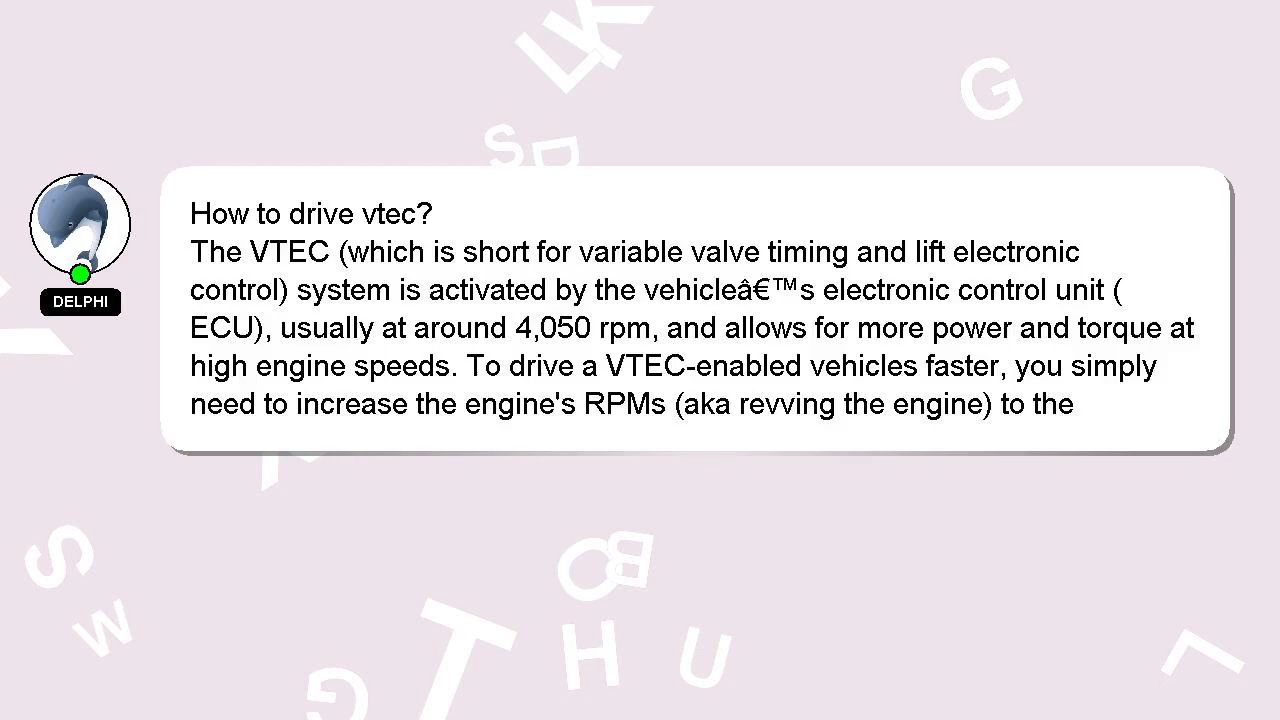 L
K
G
S
D
How to drive vtec?
The VTEC (which is short for variable valve timing and lift electronic
control) system is activated by the vehicleâ€™s electronic control unit (
ECU), usually at around 4,050 rpm, and allows for more power and torque at
high engine speeds. To drive a VTEC-enabled vehicles faster, you simply
need to increase the engine's RPMs (aka revving the engine) to the
DELPHI
S
W
C
B
T
H
U
G
L